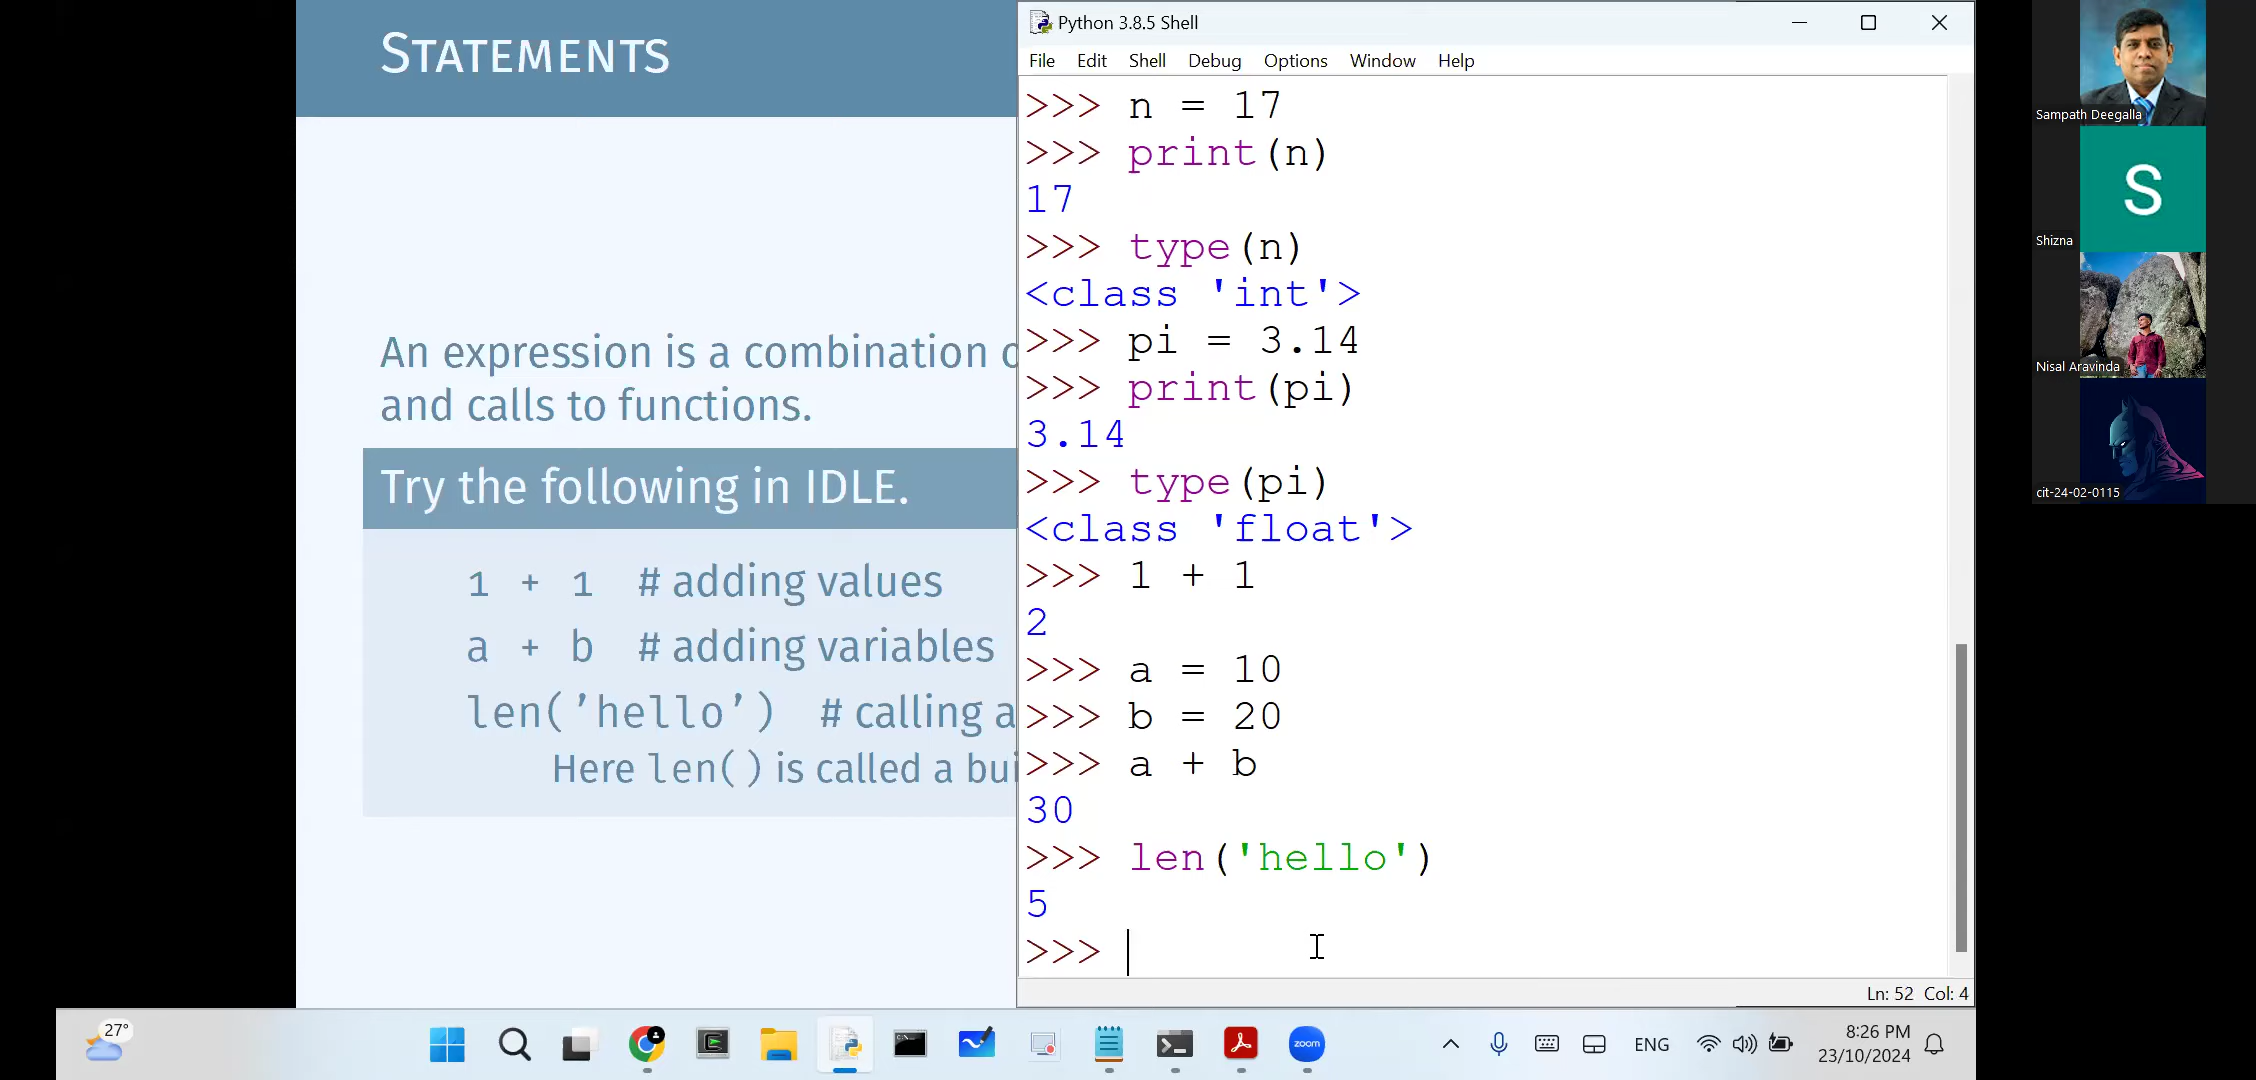 STATEMENTS
An expression is a combination
and calls to functions.
Try the following in IDLE.
1 + 1 # adding values
a + b # adding variables
len(’hello’) # calling a
Here len() is called a bui
Python 3.8.5 Shell
File Edit Shell Debug Options Window Help
>>> n = 17
>>> print(n)
17
>>> type(n)
<class 'int'>
>>> pi = 3.14
>>> print(pi)
3.14
>>> type(pi)
<class 'float'>
>>> 1 + 1
2
>>> a = 10
>>> b = 20
>>> a + b
30
>>> len('hello')
5
>>>
Ln: 52 Col: 4
Sampath Deegalla
S
Shizna
Nisal Aravinda
cit-24-02-0115
27°
zoom
ENG
8:26 PM
23/10/2024